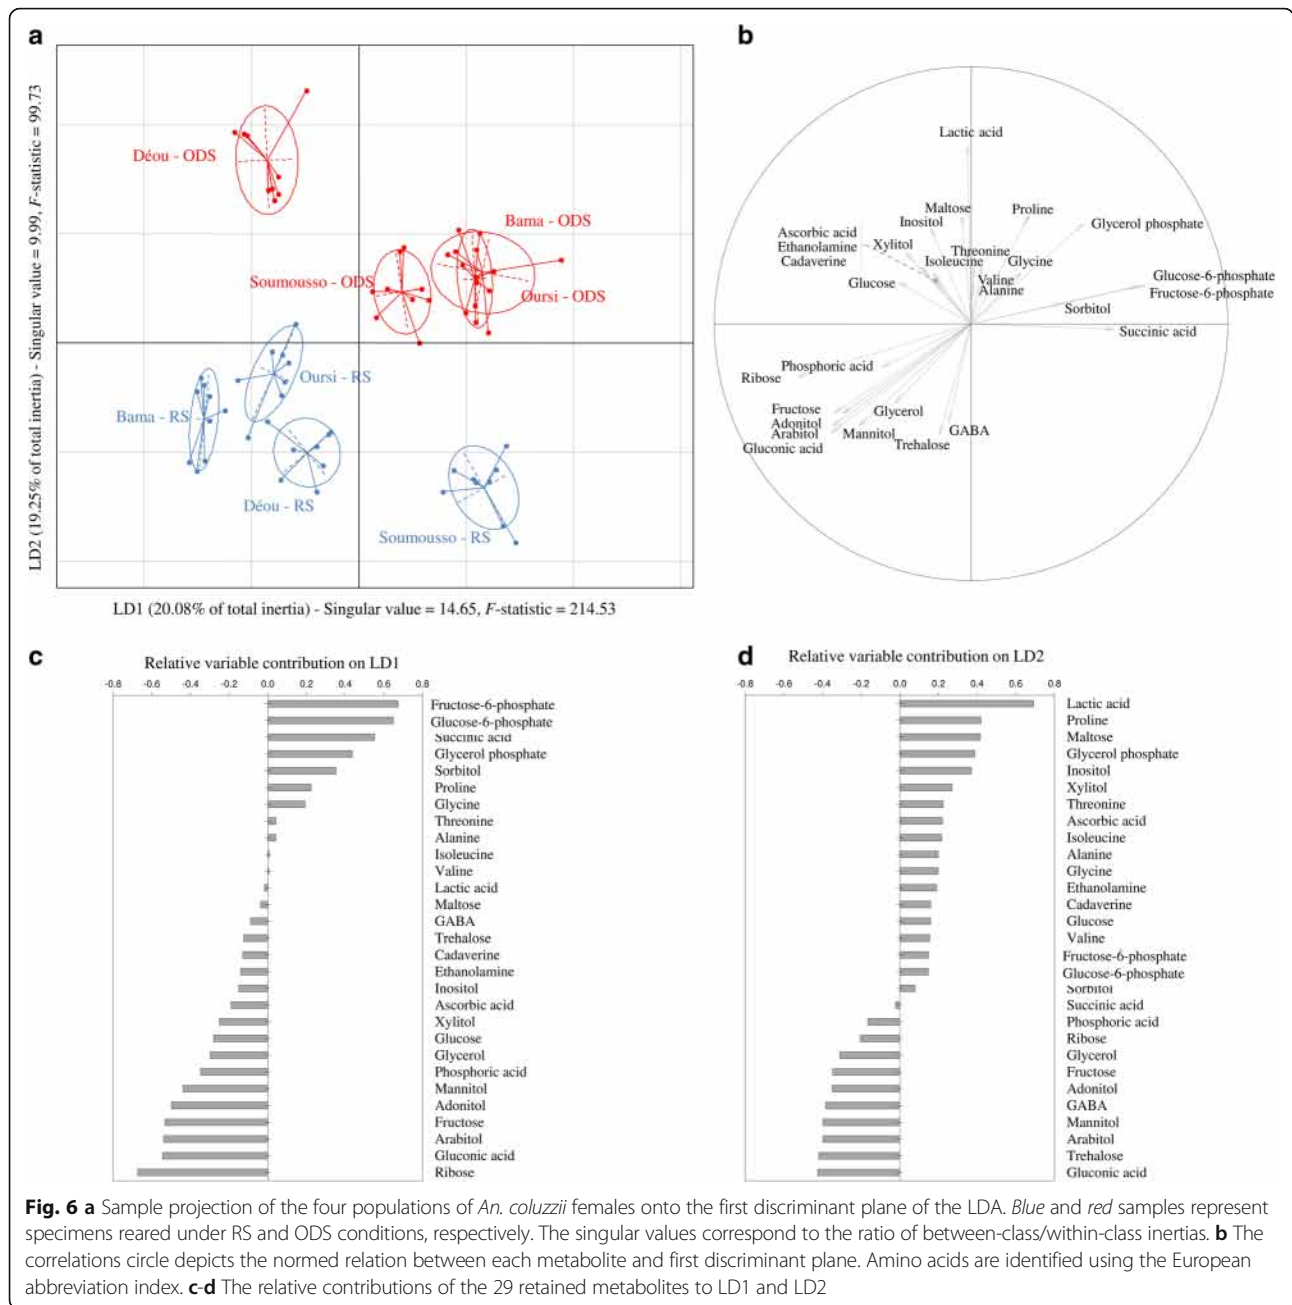 a
LD2 (19.25% of total inertia) - Singular value = 9.99, F-statistic = 99.73
Déou - ODS
Bama - ODS
Soumousso - ODS
Oursi - ODS
Oursi - RS
Bama - RS
Déou - RS
Soumousso - RS
LD1 (20.08% of total inertia) - Singular value = 14.65, F-statistic = 214.53
b
Lactic acid
Maltose
Proline
Inositol
Glycerol phosphate
Ascorbic acid
Ethanolamine
Xylitol
Threonine
Cadaverine
Isoleucine
Glycine
Glucose
Valine
Alanine
Glucose-6-phosphate
Fructose-6-phosphate
Sorbitol
Succinic acid
Phosphoric acid
Ribose
Fructose
Glycerol
Adonitol
Arabitol
Mannitol
GABA
Gluconic acid
Trehalose
c
Relative variable contribution on LD1
-0.8 -0.6 -0.4 -0.2 0.0 0.2 0.4 0.6 0.8
Fructose-6-phosphate
Glucose-6-phosphate
Succinic acid
Glycerol phosphate
Sorbitol
Proline
Glycine
Threonine
Alanine
Isoleucine
Valine
Lactic acid
Maltose
GABA
Trehalose
Cadaverine
Ethanolamine
Inositol
Ascorbic acid
Xylitol
Glucose
Glycerol
Phosphoric acid
Mannitol
Adonitol
Fructose
Arabitol
Gluconic acid
Ribose
d
Relative variable contribution on LD2
-0.8 -0.6 -0.4 -0.2 0.0 0.2 0.4 0.6 0.8
Lactic acid
Proline
Maltose
Glycerol phosphate
Inositol
Xylitol
Threonine
Ascorbic acid
Isoleucine
Alanine
Glycine
Ethanolamine
Cadaverine
Glucose
Valine
Fructose-6-phosphate
Glucose-6-phosphate
Sorbitol
Succinic acid
Phosphoric acid
Ribose
Glycerol
Fructose
Adonitol
GABA
Mannitol
Arabitol
Trehalose
Gluconic acid
Fig. 6 a Sample projection of the four populations of An. coluzzii females onto the first discriminant plane of the LDA. Blue and red samples represent
specimens reared under RS and ODS conditions, respectively. The singular values correspond to the ratio of between-class/within-class inertias. b The
correlations circle depicts the normed relation between each metabolite and first discriminant plane. Amino acids are identified using the European
abbreviation index. c-d The relative contributions of the 29 retained metabolites to LD1 and LD2